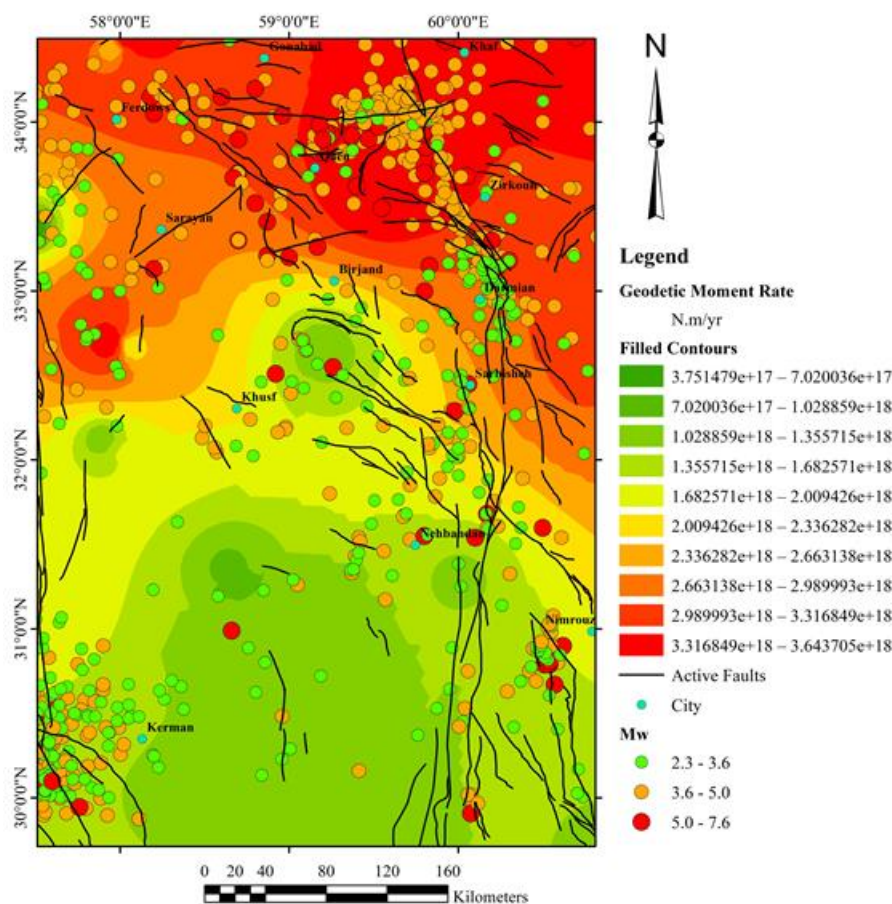 58°0'0"E 59°0'0"E 60°0'0"E
N
Gonabad
Khaf
Ferdows
34°0'0"N
Qaen
Zirkouh
Sarayan
Birjand
33°0'0"N
Darmian
Sarbisheh
Khusf
32°0'0"N
Nehbandan
31°0'0"N
Nimrouz
Kerman
30°0'0"N
Legend
Geodetic Moment Rate
N.m/yr
Filled Contours
3.751479e+17 – 7.020036e+17
7.020036e+17 – 1.028859e+18
1.028859e+18 – 1.355715e+18
1.355715e+18 – 1.682571e+18
1.682571e+18 – 2.009426e+18
2.009426e+18 – 2.336282e+18
2.336282e+18 – 2.663138e+18
2.663138e+18 – 2.989993e+18
2.989993e+18 – 3.316849e+18
3.316849e+18 – 3.643705e+18
Active Faults
City
Mw
2.3 - 3.6
3.6 - 5.0
5.0 - 7.6
0 20 40 80 120 160
Kilometers